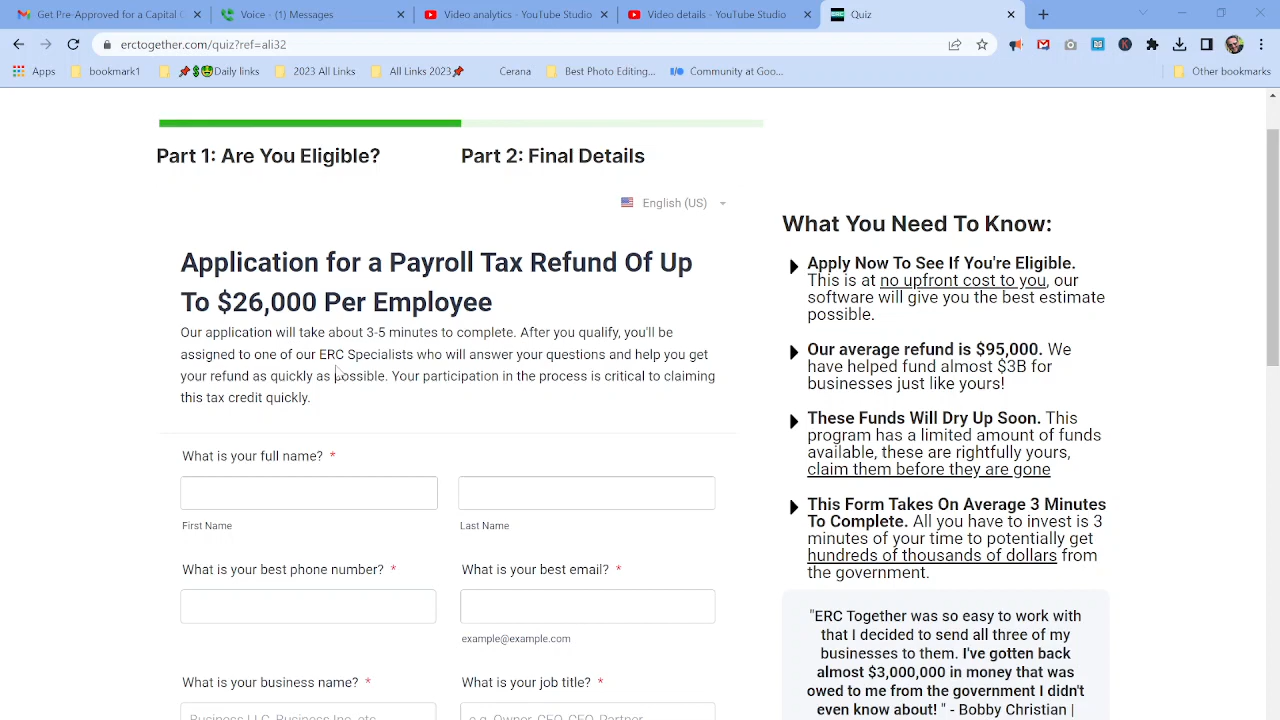 Get Pre-Approved for a Capital (
Voice - (1) Messages
Video analytics - YouTube Studio
Video details - YouTube Studio
ERC
Quiz
erctogether.com/quiz?ref=ali32
Apps
bookmark1
Daily links
2023 All Links
All Links 2023
Cerana
Best Photo Editing...
Community at Goo...
Other bookmarks
Part 1: Are You Eligible?
Part 2: Final Details
English (US)
Application for a Payroll Tax Refund Of Up
To $26,000 Per Employee
Our application will take about 3-5 minutes to complete. After you qualify, you'll be
assigned to one of our ERC Specialists who will answer your questions and help you get
your refund as quickly as possible. Your participation in the process is critical to claiming
this tax credit quickly.
What is your full name? *
First Name
Last Name
What is your best phone number? *
What is your best email? *
example@example.com
What is your business name? *
What is your job title? *
Business LLC, Business Inc, etc
e.g. Owner, CEO, CFO, Partner
What You Need To Know:
Apply Now To See If You're Eligible.
This is at no upfront cost to you, our
software will give you the best estimate
possible.
Our average refund is $95,000. We
have helped fund almost $3B for
businesses just like yours!
These Funds Will Dry Up Soon. This
program has a limited amount of funds
available, these are rightfully yours,
claim them before they are gone
This Form Takes On Average 3 Minutes
To Complete. All you have to invest is 3
minutes of your time to potentially get
hundreds of thousands of dollars from
the government.
"ERC Together was so easy to work with
that I decided to send all three of my
businesses to them. I've gotten back
almost $3,000,000 in money that was
owed to me from the government I didn't
even know about! " - Bobby Christian |